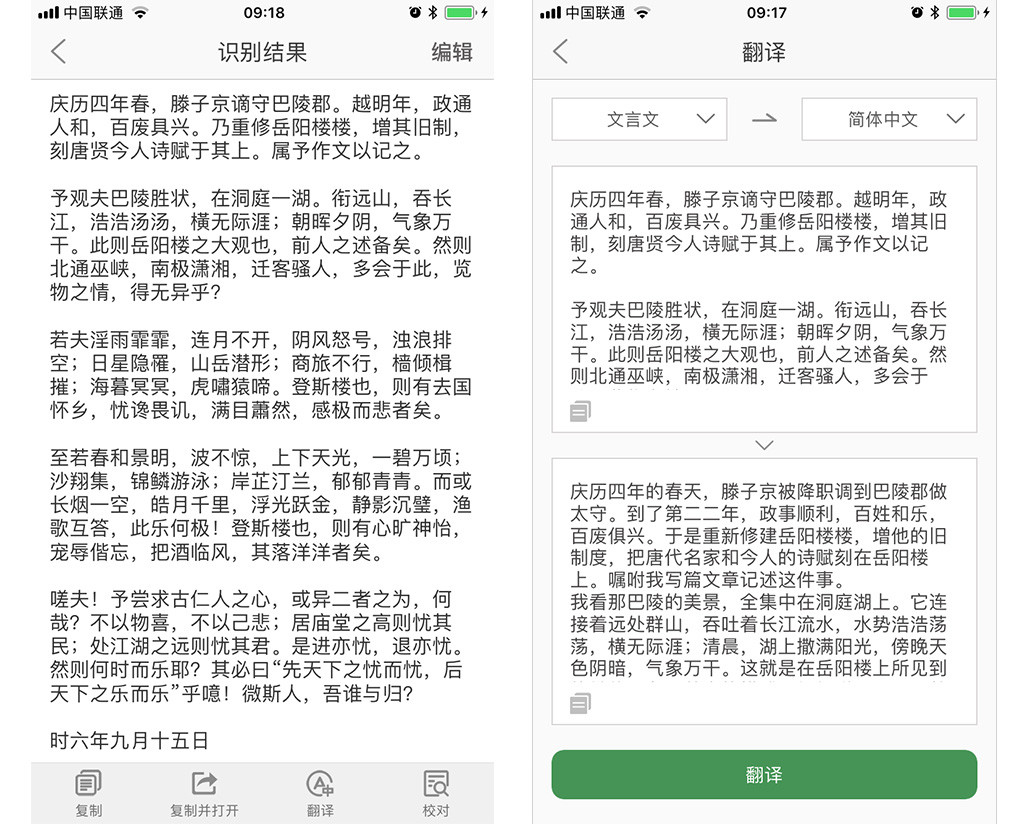 中国联通
09:18
识别结果
编辑
庆历四年春，滕子京谪守巴陵郡。越明年，政通
人和，百废具兴。乃重修岳阳楼楼，增其旧制，
刻唐贤今人诗赋于其上。属予作文以记之。
予观夫巴陵胜状，在洞庭一湖。衔远山，吞长
江，浩浩汤汤，横无际涯；朝晖夕阴，气象万
干。此则岳阳楼之大观也，前人之述备矣。然则
北通巫峡，南极潇湘，迁客骚人，多会于此，览
物之情，得无异乎？
若夫淫雨霏霏，连月不开，阴风怒号，浊浪排
空；日星隐罹，山岳潜形；商旅不行，樯倾楫
摧；海暮冥冥，虎啸猿啼。登斯楼也，则有去国
怀乡，忧谗畏讥，满目蕭然，感极而悲者矣。
至若春和景明，波不惊，上下天光，一碧万顷；
沙翔集，锦鳞游泳；岸芷汀兰，郁郁青青。而或
长烟一空，皓月千里，浮光跃金，静影沉璧，渔
歌互答，此乐何极！登斯楼也，则有心旷神怡，
宠辱偕忘，把酒临风，其落洋洋者矣。
嗟夫！予尝求古仁人之心，或异二者之为，何
哉？不以物喜，不以己悲；居庙堂之高则忧其
民；处江湖之远则忧其君。是进亦忧，退亦忧。
然则何时而乐耶？其必曰“先天下之忧而忧，后
天下之乐而乐”乎噫！微斯人，吾谁与归？
时六年九月十五日
复制
复制并打开
翻译
校对
中国联通
09:17
翻译
文言文
简体中文
庆历四年春，滕子京谪守巴陵郡。越明年，政
通人和，百废具兴。乃重修岳阳楼楼，增其旧
制，刻唐贤今人诗赋于其上。属予作文以记
之。
予观夫巴陵胜状，在洞庭一湖。衔远山，吞长
江，浩浩汤汤，横无际涯；朝晖夕阴，气象万
干。此则岳阳楼之大观也，前人之述备矣。然
则北通巫峡，南极潇湘，迁客骚人，多会于
庆历四年的春天，滕子京被降职调到巴陵郡做
太守。到了第二二年，政事顺利，百姓和乐，
百废俱兴。于是重新修建岳阳楼楼，增他的旧
制度，把唐代名家和今人的诗赋刻在岳阳楼
上。嘱咐我写篇文章记述这件事。
我看那巴陵的美景，全集中在洞庭湖上。它连
接着远处群山，吞吐着长江流水，水势浩浩荡
荡，横无际涯；清晨，湖上撒满阳光，傍晚天
色阴暗，气象万干。这就是在岳阳楼上所见到
翻译